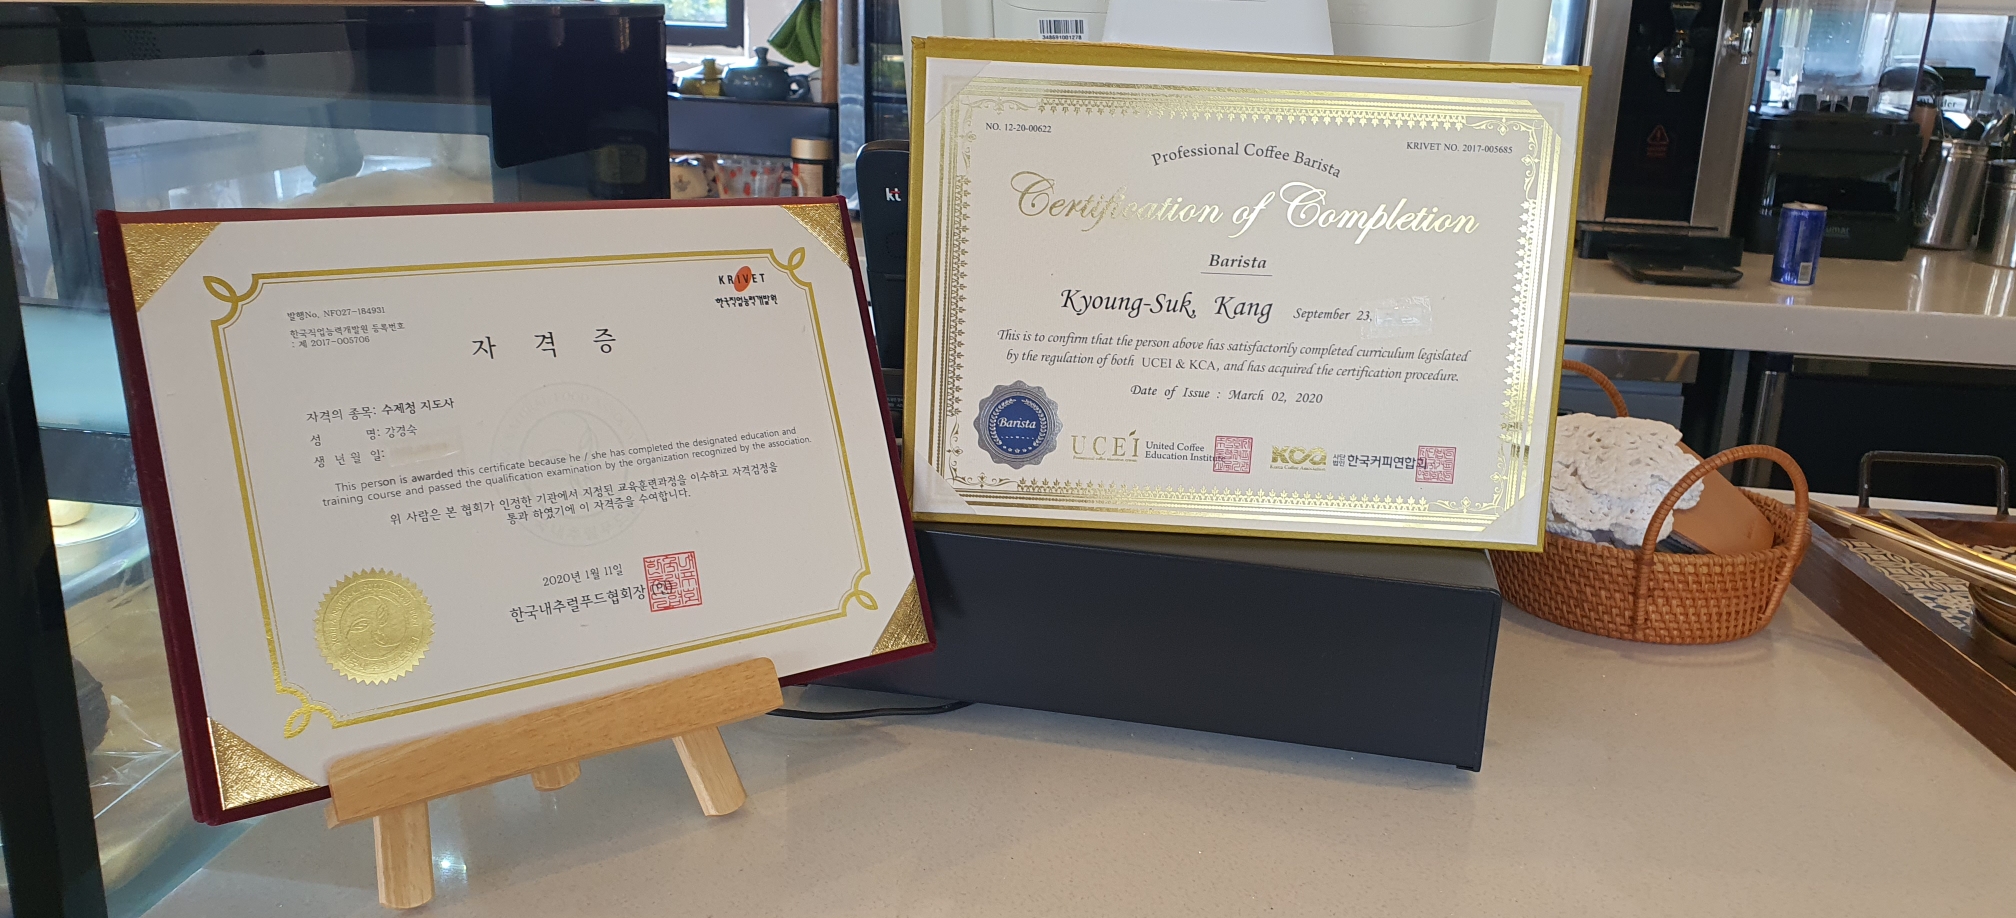 KRIVET
한국직업능력개발원
발행No. NF027-184931
한국직업능력개발원 등록번호
: 제 2017-005706
자 격 증
자격의 종목: 수제청 지도사
성 명: 강경숙
생 년 월 일:
This person is awarded this certificate because he / she has completed the designated education and
training course and passed the qualification examination by the organization recognized by the association.
위 사람은 본 협회가 인정한 기관에서 지정된 교육훈련과정을 이수하고 자격검정을
통과 하였기에 이 자격증을 수여합니다.
2020년 1월 11일
한국내추럴푸드협회장
kt
NO. 12-20-00622
KRIVET NO. 2017-005685
Professional Coffee Barista
Certification of Completion
Barista
Kyoung-Suk, Kang September 23,
This is to confirm that the person above has satisfactorily completed curriculum legislated
by the regulation of both UCEI & KCA, and has acquired the certification procedure.
Date of Issue : March 02, 2020
Barista
UCEI United Coffee
Education Institute
KCA
사단
법인 한국커피연합회